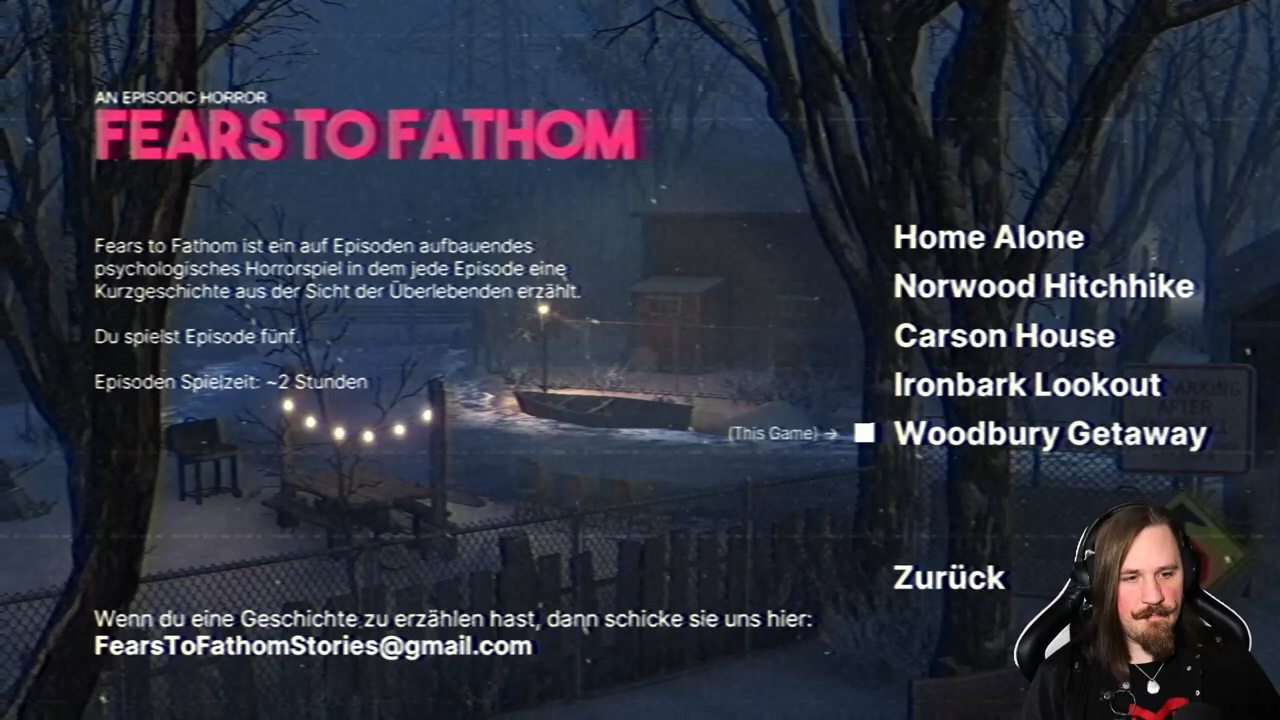 AN EPISODIC HORROR
FEARS TO FATHOM
Fears to Fathom ist ein auf Episoden aufbauendes
psychologisches Horrorspiel in dem jede Episode eine
Kurzgeschichte aus der Sicht der Überlebenden erzählt.
Du spielst Episode fünf.
Episoden Spielzeit: ~2 Stunden
Home Alone
Norwood Hitchhike
Carson House
Ironbark Lookout
(This Game) → Woodbury Getaway
PARKING
AFTER
Zurück
Wenn du eine Geschichte zu erzählen hast, dann schicke sie uns hier:
FearsToFathomStories@gmail.com